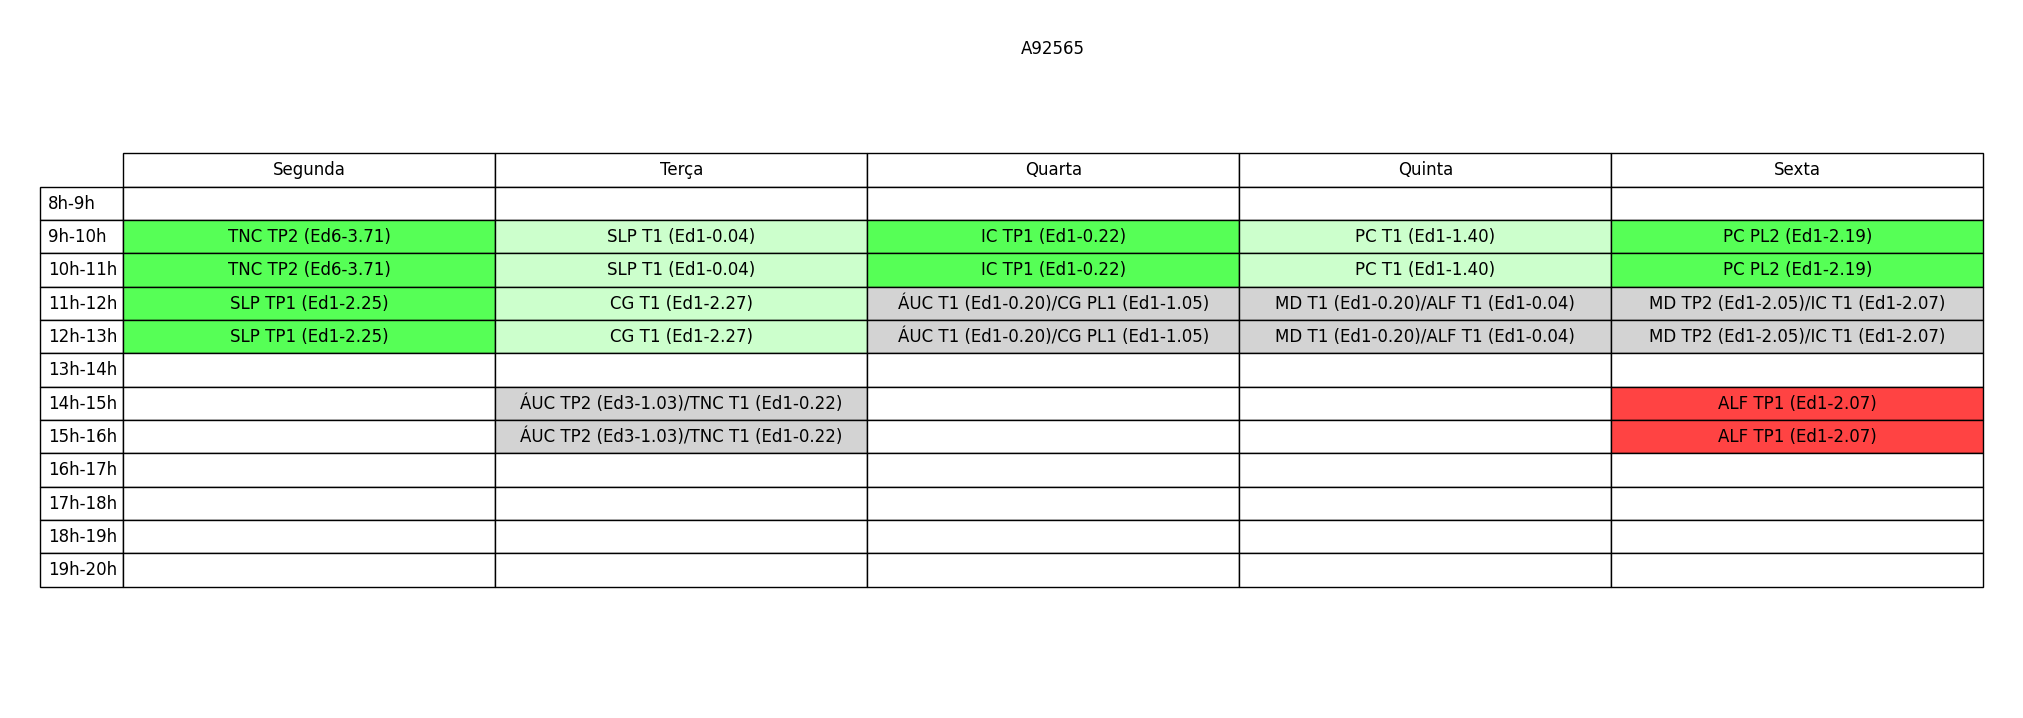 A92565
Segunda Terça Quarta Quinta Sexta
8h-9h
9h-10h TNC TP2 (Ed6-3.71) SLP T1 (Ed1-0.04) IC TP1 (Ed1-0.22) PC T1 (Ed1-1.40) PC PL2 (Ed1-2.19)
10h-11h TNC TP2 (Ed6-3.71) SLP T1 (Ed1-0.04) IC TP1 (Ed1-0.22) PC T1 (Ed1-1.40) PC PL2 (Ed1-2.19)
11h-12h SLP TP1 (Ed1-2.25) CG T1 (Ed1-2.27) ÁUC T1 (Ed1-0.20)/CG PL1 (Ed1-1.05) MD T1 (Ed1-0.20)/ALF T1 (Ed1-0.04) MD TP2 (Ed1-2.05)/IC T1 (Ed1-2.07)
12h-13h SLP TP1 (Ed1-2.25) CG T1 (Ed1-2.27) ÁUC T1 (Ed1-0.20)/CG PL1 (Ed1-1.05) MD T1 (Ed1-0.20)/ALF T1 (Ed1-0.04) MD TP2 (Ed1-2.05)/IC T1 (Ed1-2.07)
13h-14h
14h-15h ÁUC TP2 (Ed3-1.03)/TNC T1 (Ed1-0.22) ALF TP1 (Ed1-2.07)
15h-16h ÁUC TP2 (Ed3-1.03)/TNC T1 (Ed1-0.22) ALF TP1 (Ed1-2.07)
16h-17h
17h-18h
18h-19h
19h-20h